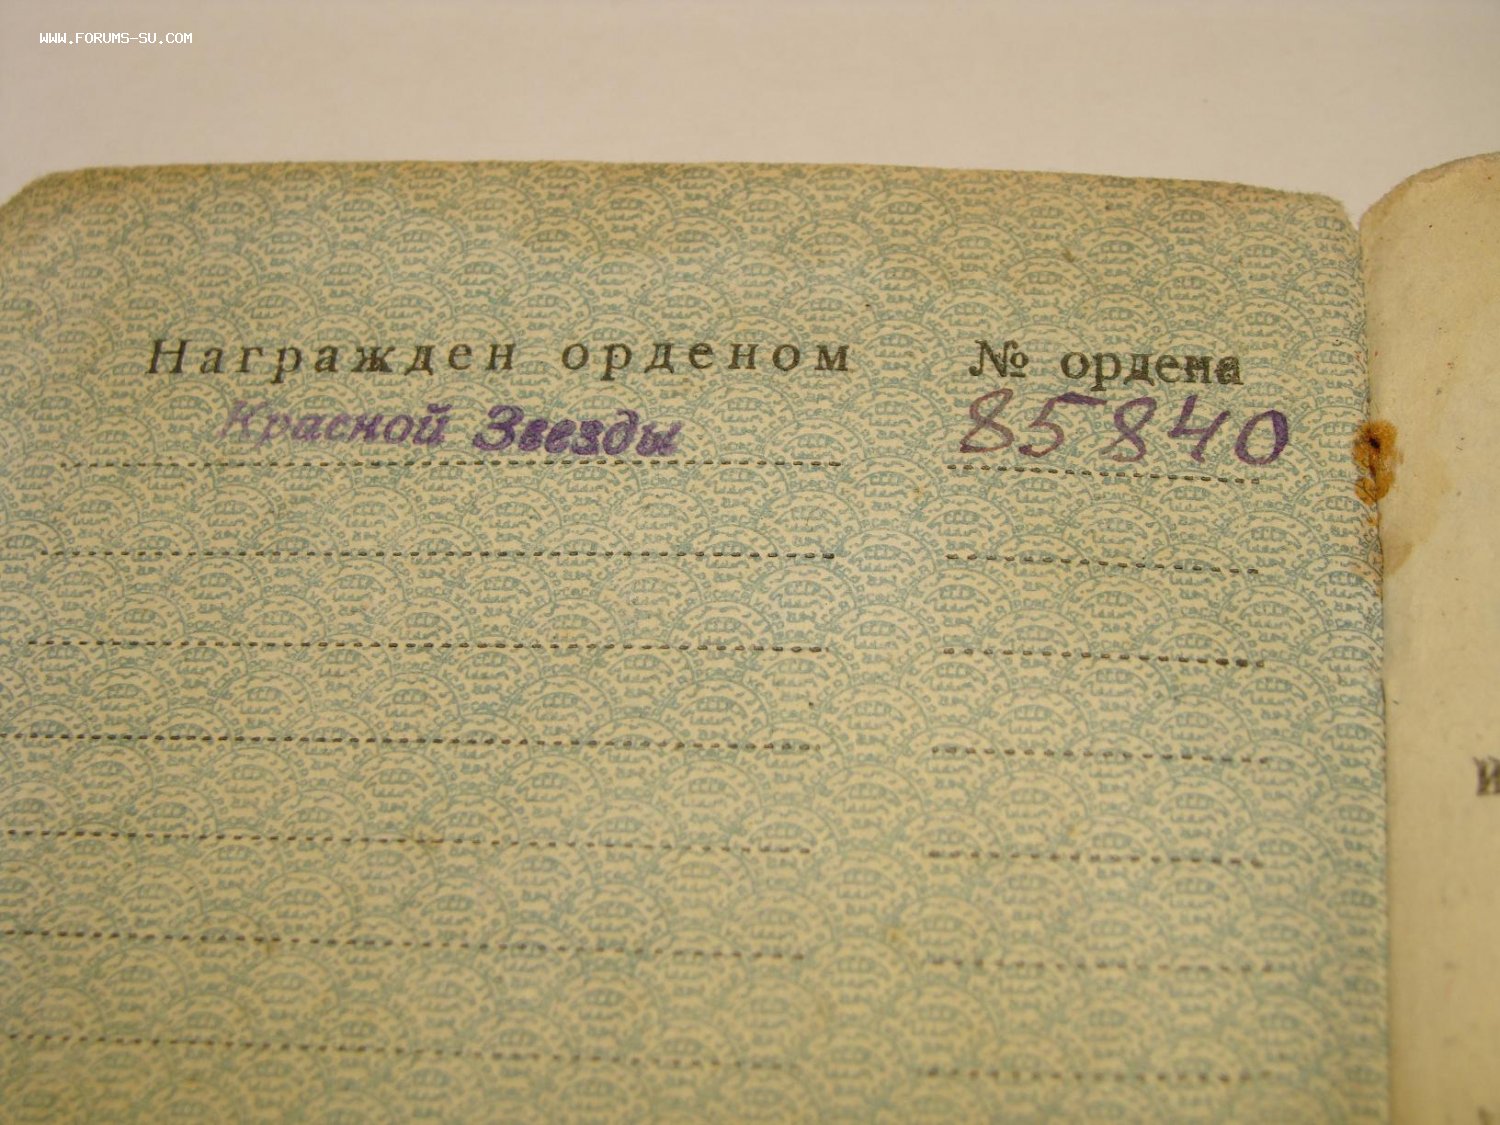 WWW.FORUMS-SU.COM
Награжден орденом № ордена
Красной Звезды 85840